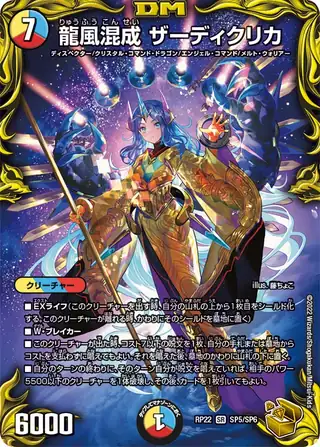 DM
7
りゅうふうこんせい
龍風混成 ザーディクリカ
ディスペクター/クリスタル・コマンド・ドラゴン/エンジェル・コマンド/メルト・ウォリアー
illus. 藤ちょこ
クリーチャー
■EXライフ(このクリーチャーを出す時、自分の山札の上から1枚目をシールド化
する。このクリーチャーが離れる時、かわりにそのシールドを墓地に置く)
■W・ブレイカー
■このクリーチャーが出た時、コスト7以下の呪文を1枚、自分の手札または墓地から
コストを支払わずに唱えてもよい。それを唱えた後、墓地のかわりに山札の下に置く。
■自分のターンの終わりに、そのターン自分が呪文を唱えていれば、相手のパワー
5500以下のクリーチャーを1体破壊し、その後、カードを1枚引いてもよい。
6000
1
RP22 SR SP5/SP6